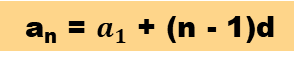 aₙ = a₁ + (n - 1)d